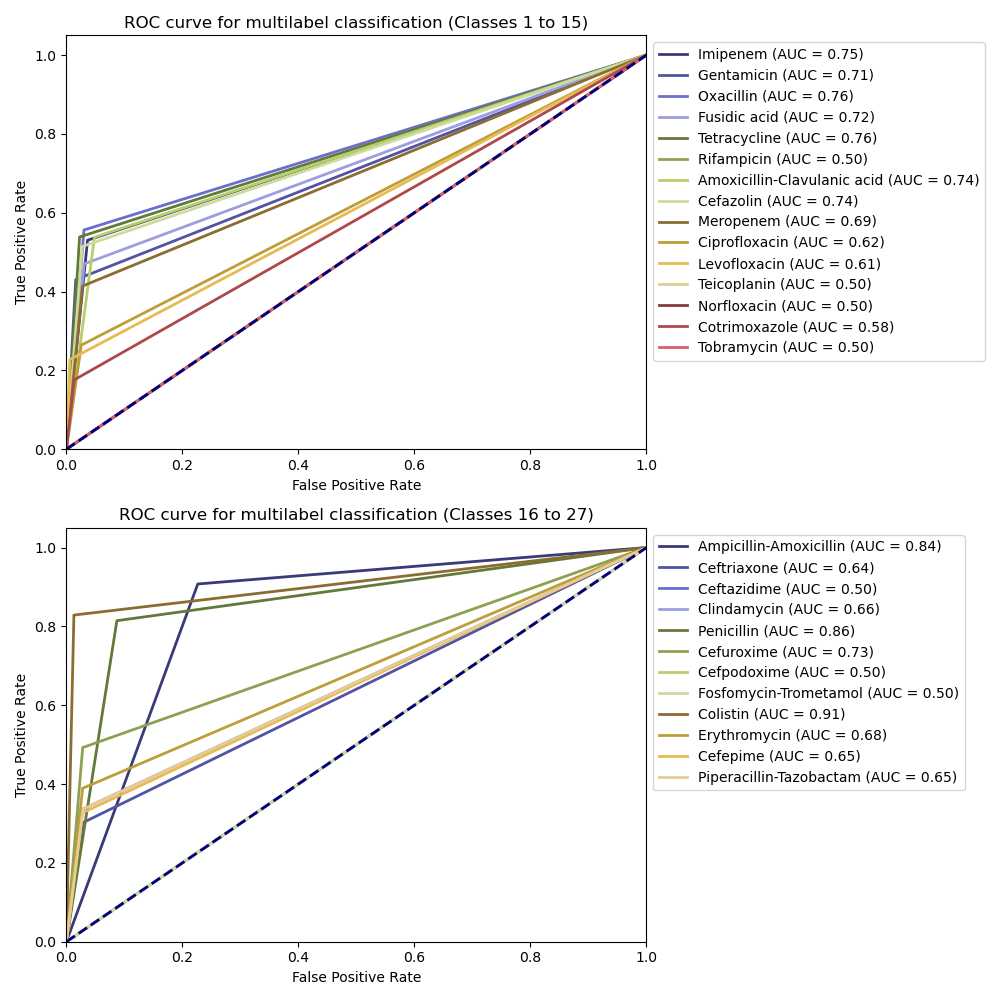 ROC curve for multilabel classification (Classes 1 to 15)
1.0
0.8
0.6
0.4
0.2
0.0
True Positive Rate
0.0 0.2 0.4 0.6 0.8 1.0
False Positive Rate
Imipenem (AUC = 0.75)
Gentamicin (AUC = 0.71)
Oxacillin (AUC = 0.76)
Fusidic acid (AUC = 0.72)
Tetracycline (AUC = 0.76)
Rifampicin (AUC = 0.50)
Amoxicillin-Clavulanic acid (AUC = 0.74)
Cefazolin (AUC = 0.74)
Meropenem (AUC = 0.69)
Ciprofloxacin (AUC = 0.62)
Levofloxacin (AUC = 0.61)
Teicoplanin (AUC = 0.50)
Norfloxacin (AUC = 0.50)
Cotrimoxazole (AUC = 0.58)
Tobramycin (AUC = 0.50)
ROC curve for multilabel classification (Classes 16 to 27)
1.0
0.8
0.6
0.4
0.2
0.0
True Positive Rate
0.0 0.2 0.4 0.6 0.8 1.0
False Positive Rate
Ampicillin-Amoxicillin (AUC = 0.84)
Ceftriaxone (AUC = 0.64)
Ceftazidime (AUC = 0.50)
Clindamycin (AUC = 0.66)
Penicillin (AUC = 0.86)
Cefuroxime (AUC = 0.73)
Cefpodoxime (AUC = 0.50)
Fosfomycin-Trometamol (AUC = 0.50)
Colistin (AUC = 0.91)
Erythromycin (AUC = 0.68)
Cefepime (AUC = 0.65)
Piperacillin-Tazobactam (AUC = 0.65)